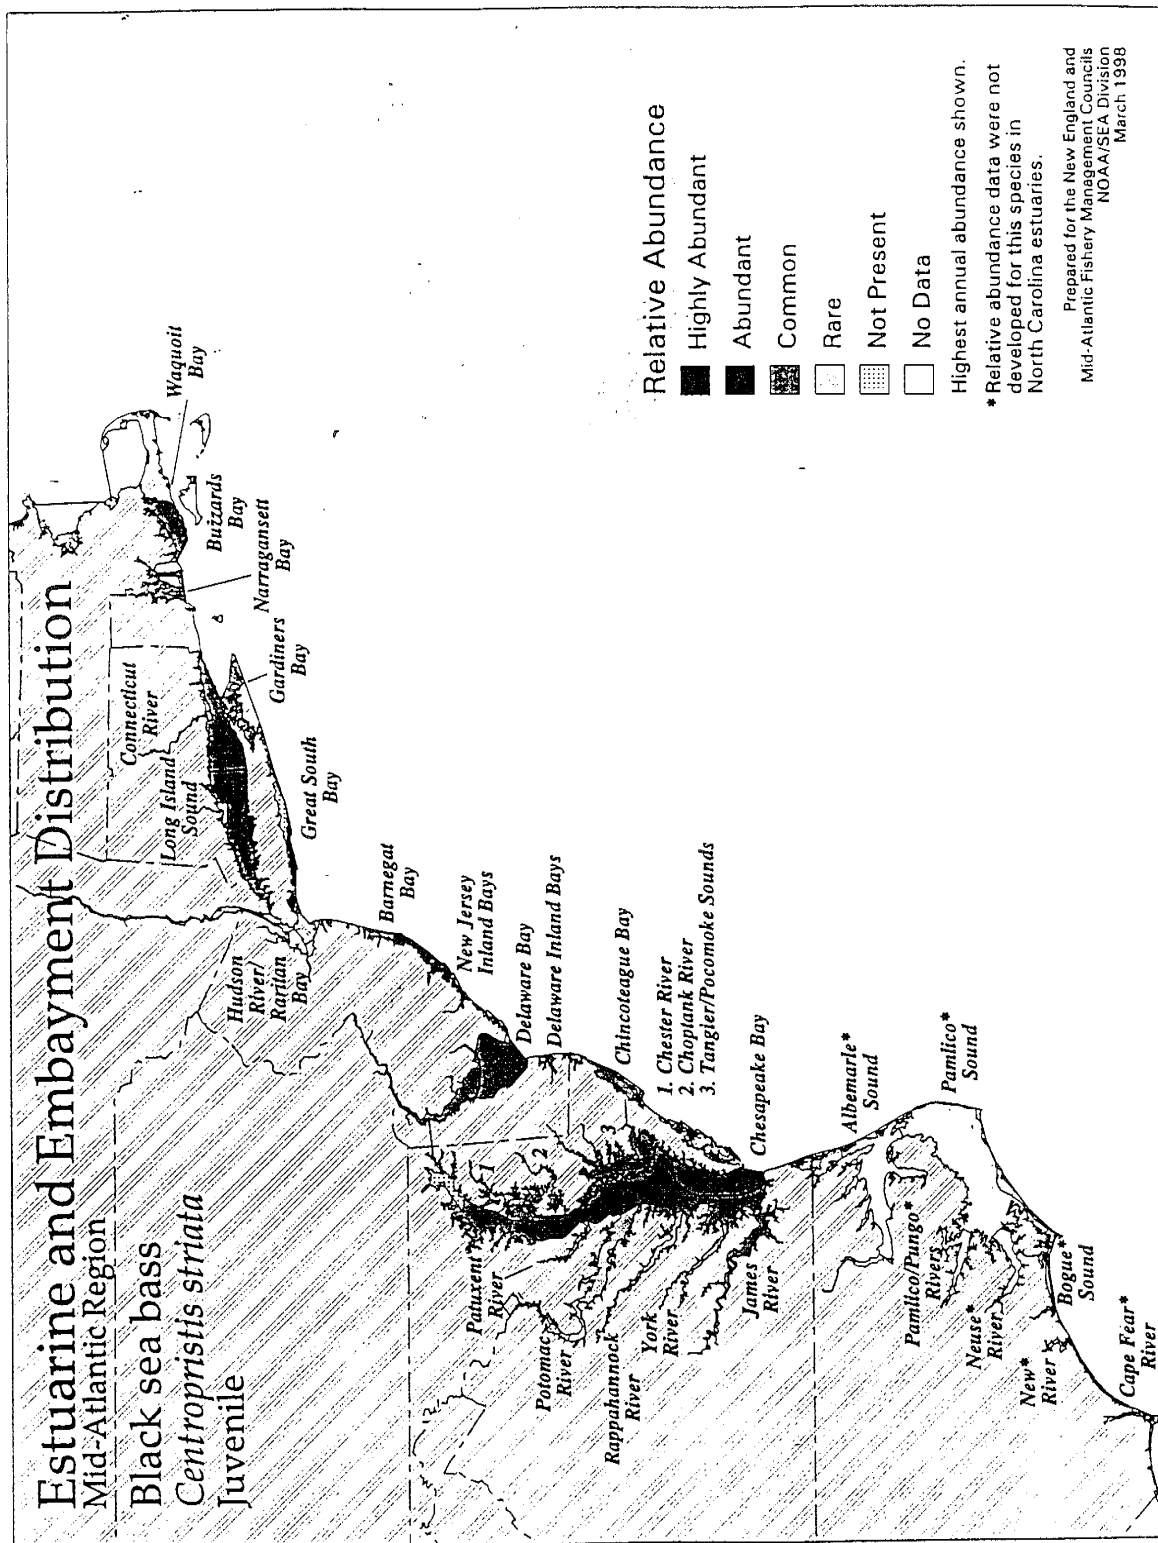 Estuarine and Embayment Distribution
Mid-Atlantic Region
Black sea bass
Centropristis striata
Juvenile
Waquoit
Bay
Buzzards
Bay
Narragansett
Bay
Gardiners
Bay
Connecticut
River
Long Island
Sound
Great South
Bay
Hudson
River/
Raritan
Bay
Barnegat
Bay
New Jersey
Inland Bays
Delaware Bay
Delaware Inland Bays
Chincoteague Bay
1. Chester River
2. Choptank River
3. Tangier/Pocomoke Sounds
Chesapeake Bay
1
2
3
Patuxent
River
Potomac
River
Rappahannock
River
York
River
James
River
Albemarle*
Sound
Pamlico*
Sound
Pamlico/Pungo*
Rivers
Neuse*
River
New*
River
Bogue*
Sound
Cape Fear*
River
Relative Abundance
Highly Abundant
Abundant
Common
Rare
Not Present
No Data
Highest annual abundance shown.
*Relative abundance data were not
developed for this species in
North Carolina estuaries.
Prepared for the New England and
Mid-Atlantic Fishery Management Councils
NOAA/SEA Division
March 1998